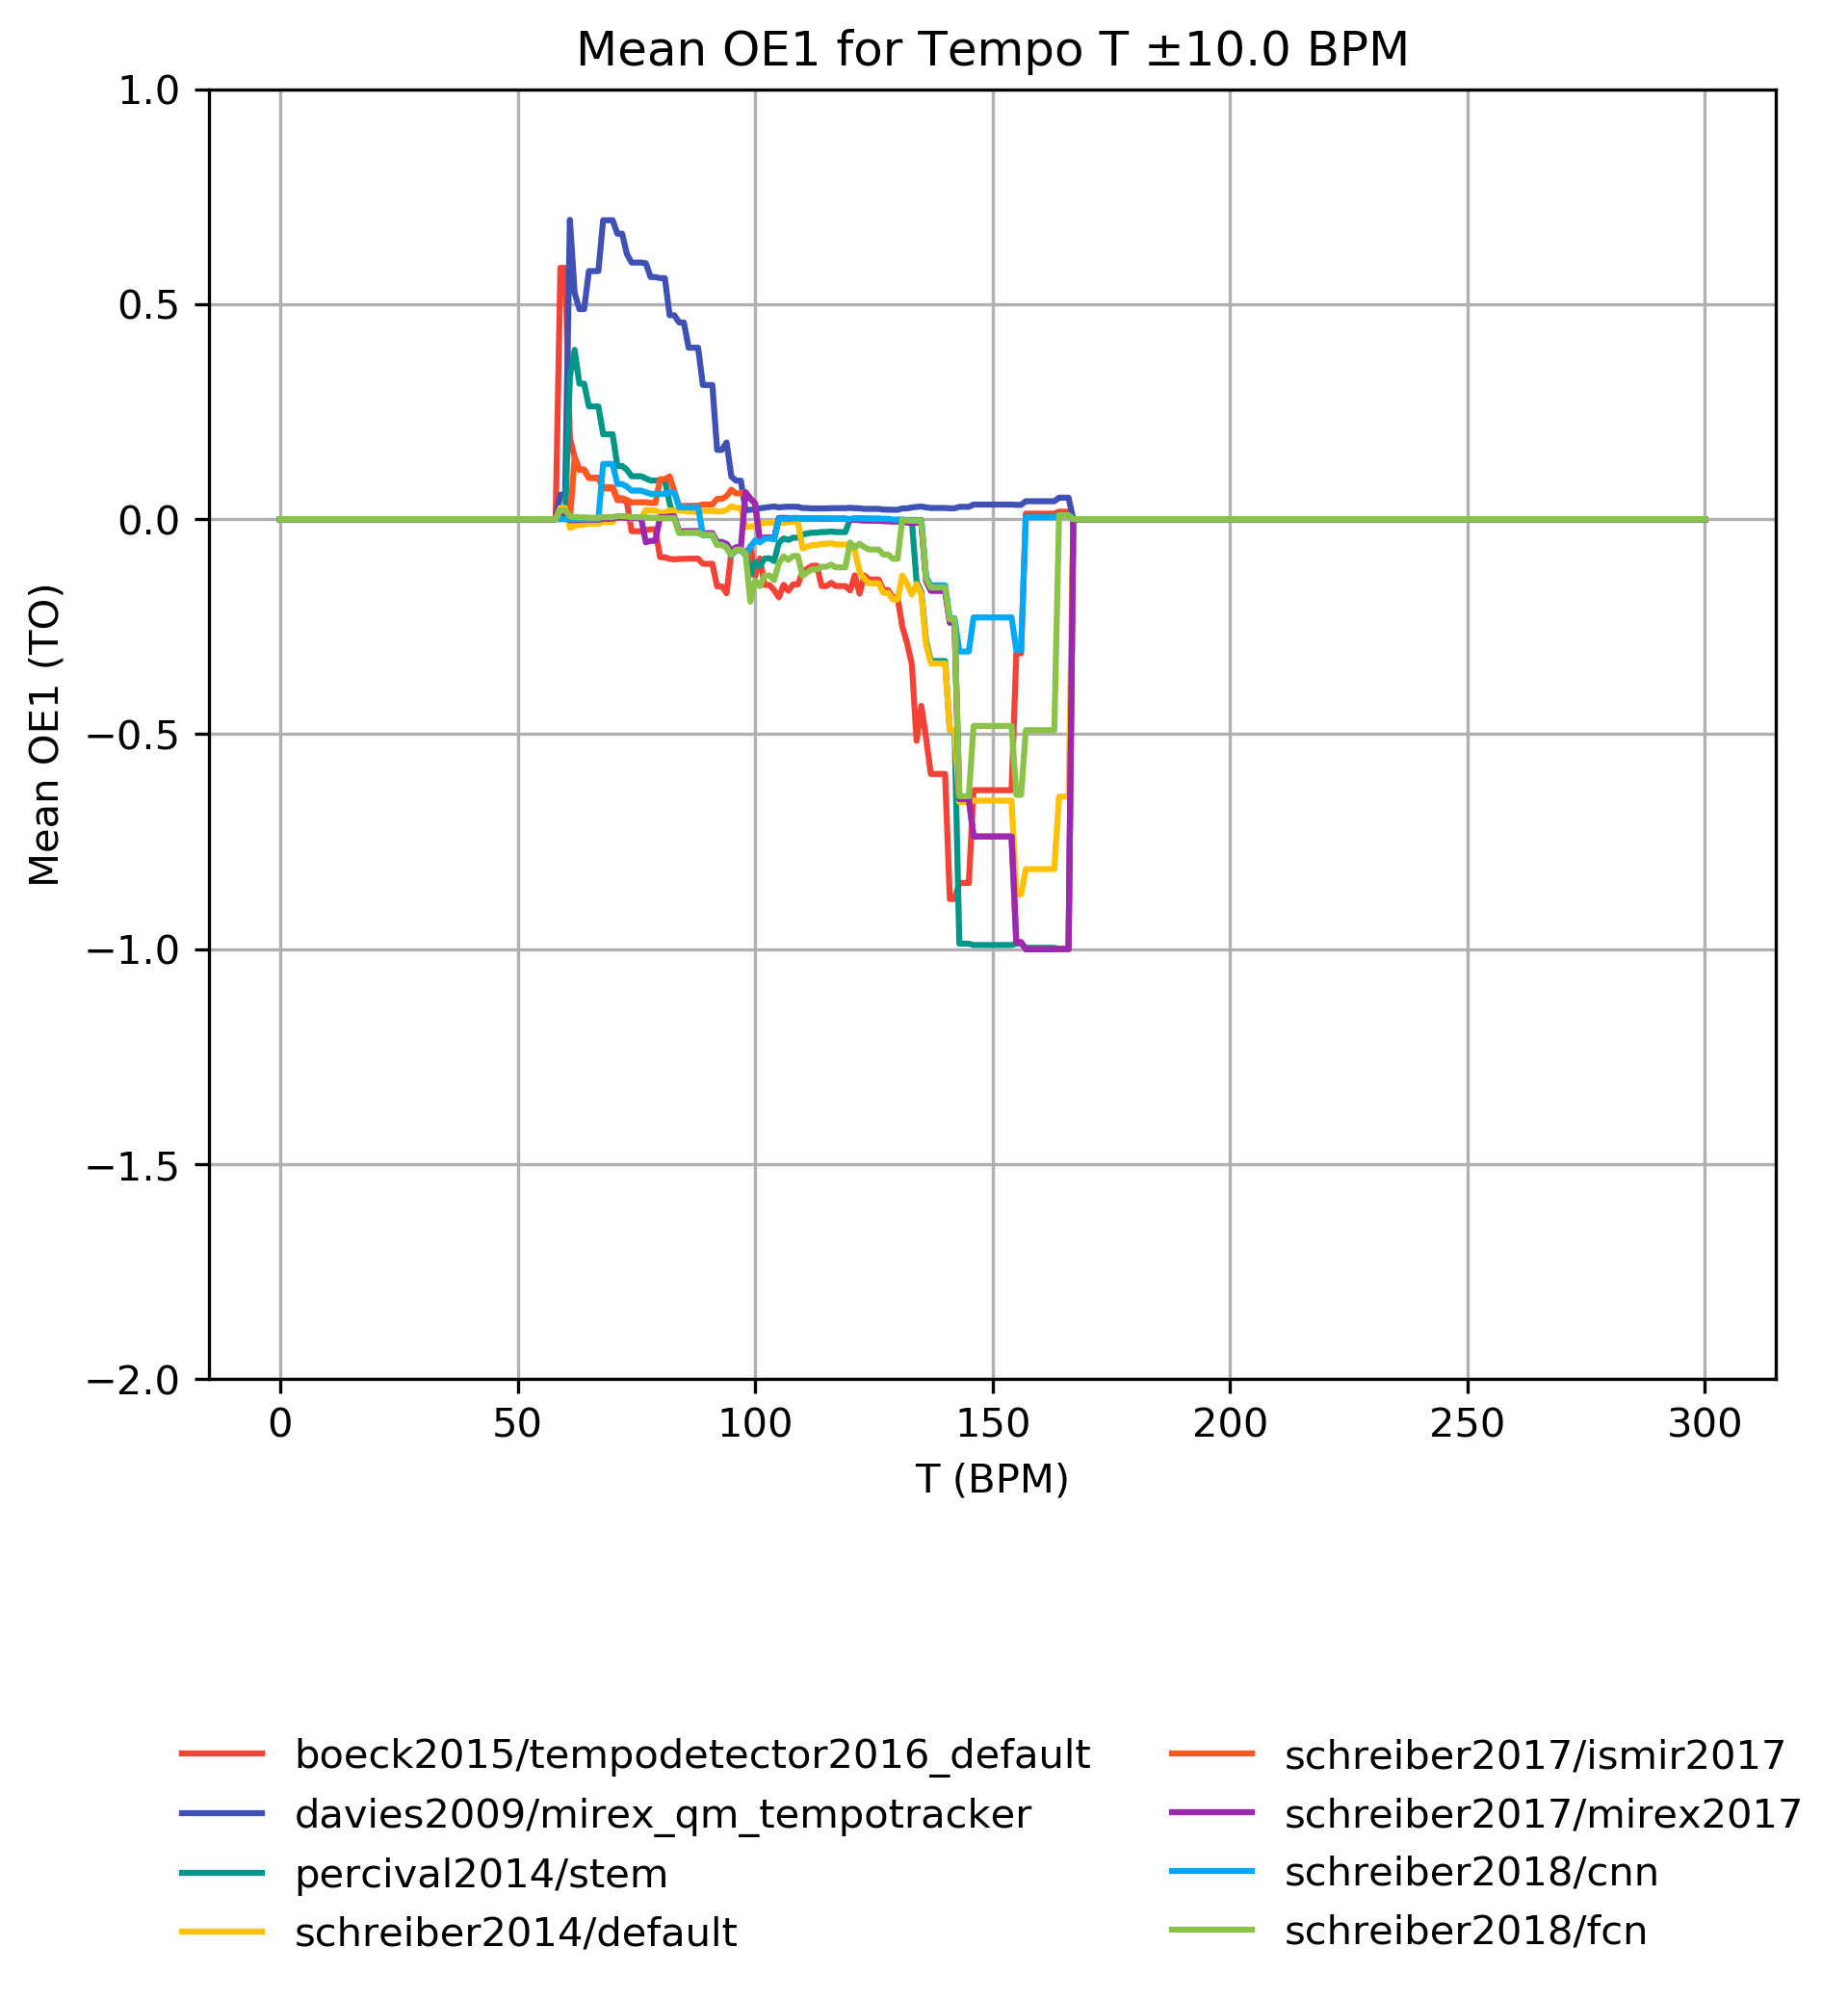 Mean OE1 for Tempo T ±10.0 BPM
1.0
0.5
0.0
−0.5
−1.0
−1.5
−2.0
Mean OE1 (TO)
0 50 100 150 200 250 300
T (BPM)
boeck2015/tempodetector2016_default
davies2009/mirex_qm_tempotracker
percival2014/stem
schreiber2014/default
schreiber2017/ismir2017
schreiber2017/mirex2017
schreiber2018/cnn
schreiber2018/fcn